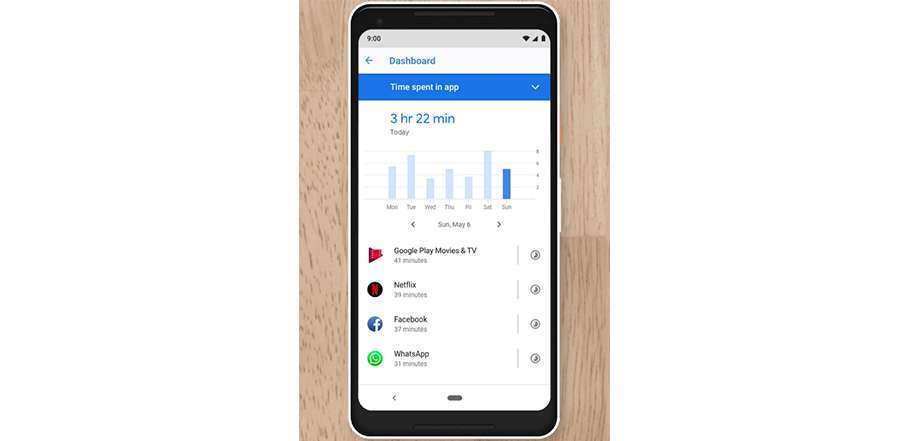 9:00
Dashboard
Time spent in app
3 hr 22 min
Today
8
6
4
2
Mon Tue Wed Thu Fri Sat Sun
Sun, May 6
Google Play Movies & TV
41 minutes
Netflix
39 minutes
Facebook
37 minutes
WhatsApp
31 minutes